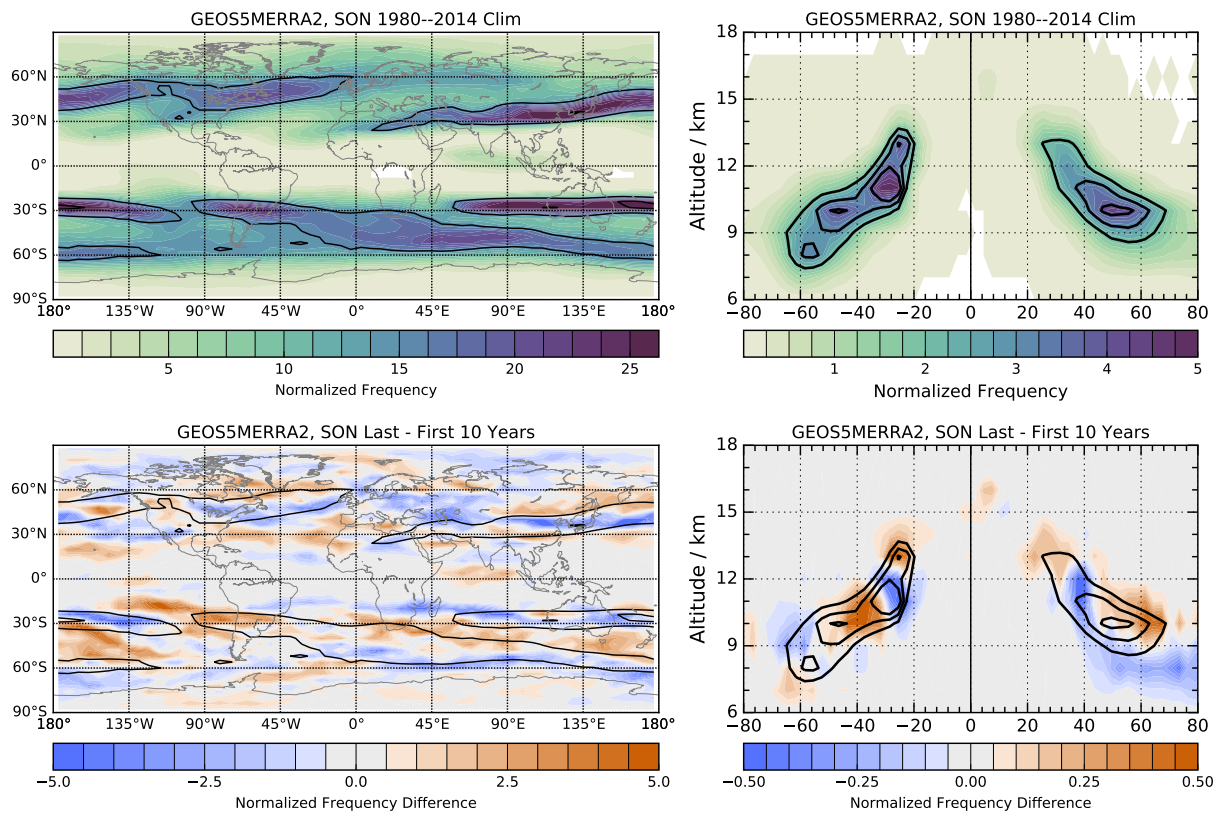 GEOS5MERRA2, SON 1980--2014 Clim
60°N
30°N
0°
30°S
60°S
90°S
180° 135°W 90°W 45°W 0° 45°E 90°E 135°E 180°
5 10 15 20 25
Normalized Frequency
GEOS5MERRA2, SON 1980--2014 Clim
Altitude / km
18
15
12
9
6
−80 −60 −40 −20 0 20 40 60 80
1 2 3 4 5
Normalized Frequency
GEOS5MERRA2, SON Last - First 10 Years
60°N
30°N
0°
30°S
60°S
90°S
180° 135°W 90°W 45°W 0° 45°E 90°E 135°E 180°
−5.0 −2.5 0.0 2.5 5.0
Normalized Frequency Difference
GEOS5MERRA2, SON Last - First 10 Years
Altitude / km
18
15
12
9
6
−80 −60 −40 −20 0 20 40 60 80
−0.50 −0.25 0.00 0.25 0.50
Normalized Frequency Difference